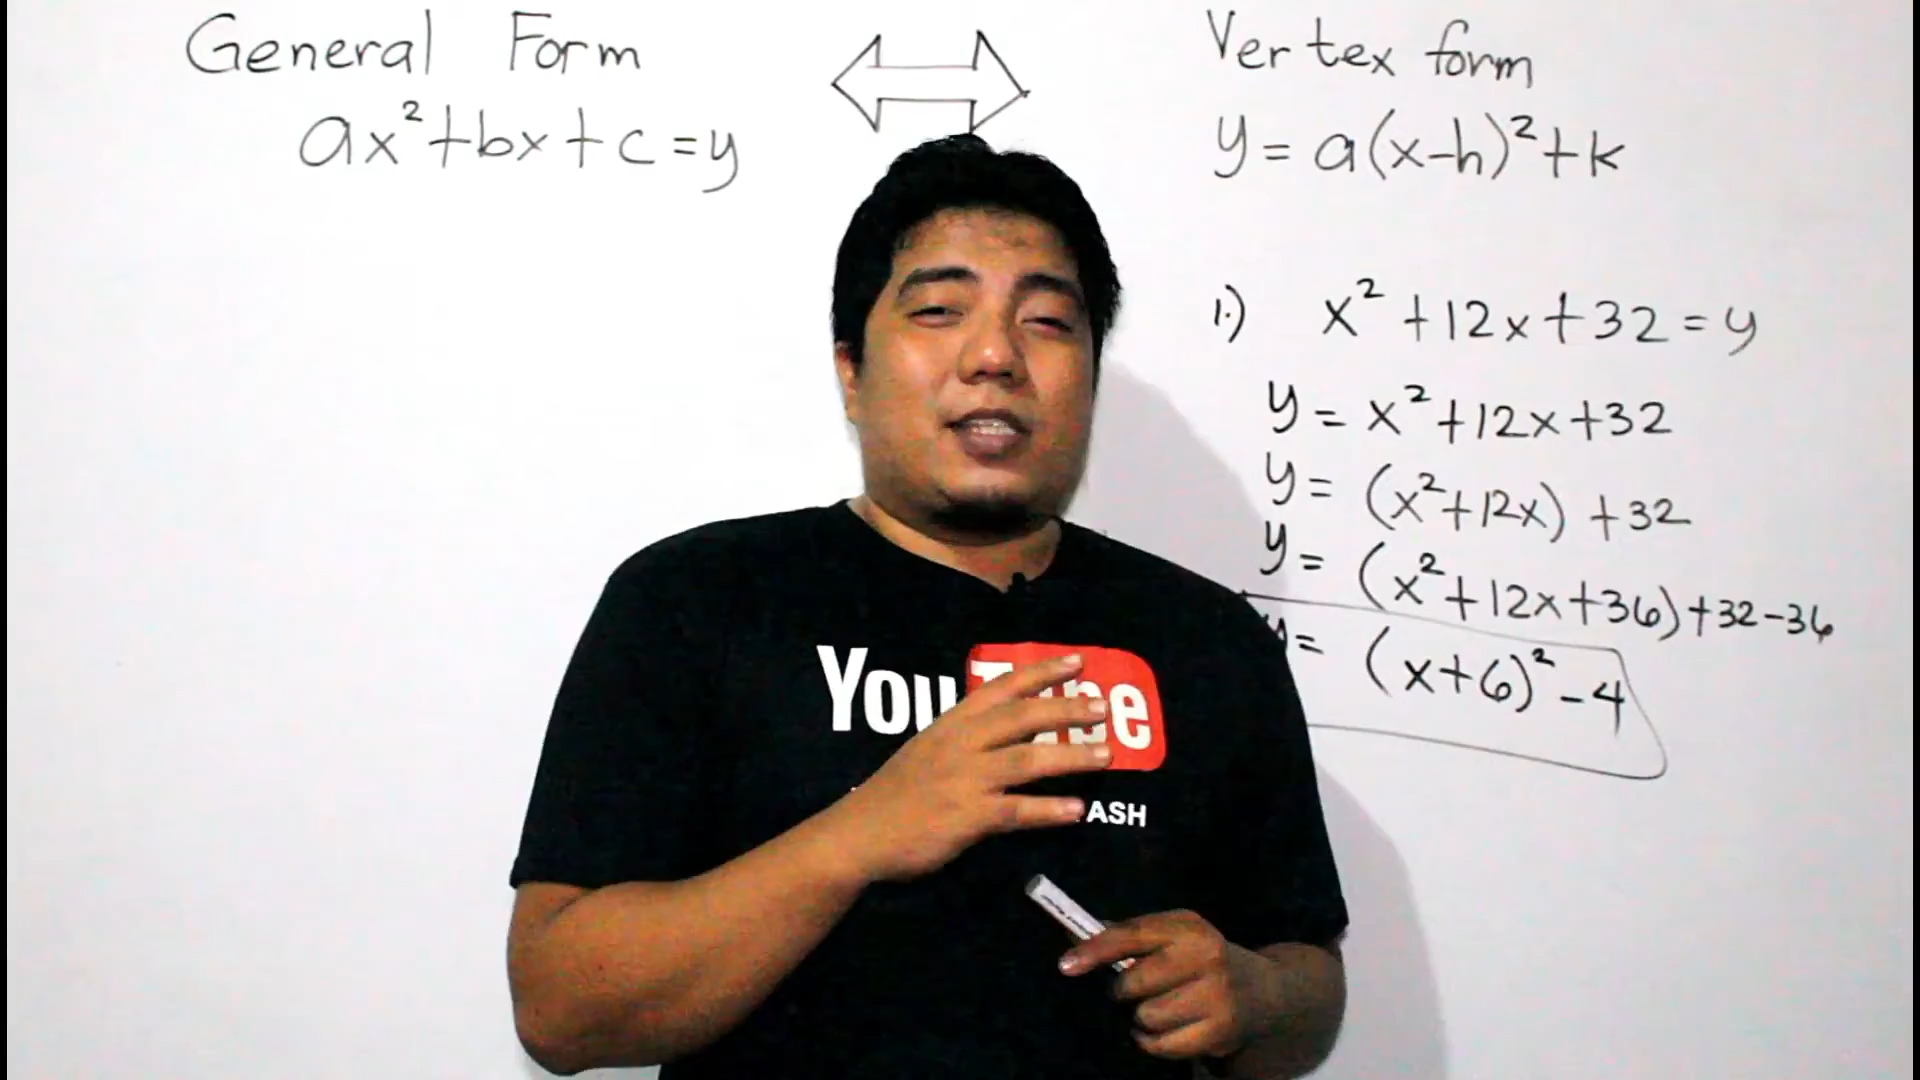 General Form
ax²+bx+c=y
Vertex form
y=a(x-h)²+k
1.) x²+12x+32=y
y=x²+12x+32
y=(x²+12x)+32
y=(x²+12x+36)+32-36
y=(x+6)²-4
YouTube
ASH